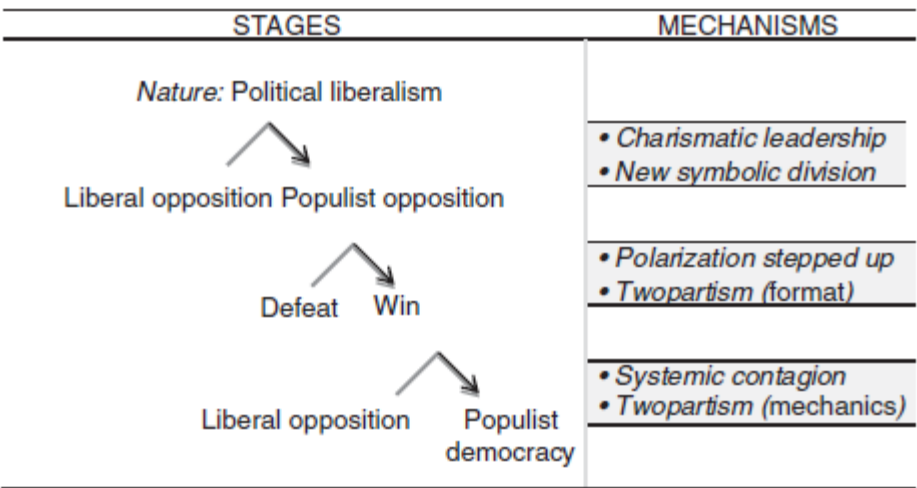 STAGES MECHANISMS
Nature: Political liberalism
• Charismatic leadership
• New symbolic division
Liberal opposition Populist opposition
• Polarization stepped up
• Twopartism (format)
Defeat Win
• Systemic contagion
• Twopartism (mechanics)
Liberal opposition Populist
democracy